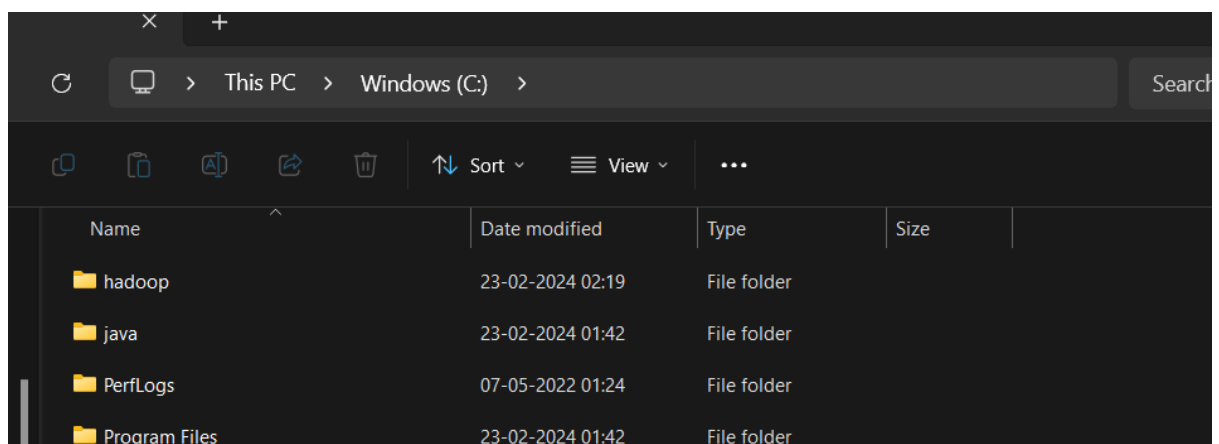 This PC > Windows (C:) >
Search
Sort
View
Name Date modified Type Size
hadoop 23-02-2024 02:19 File folder
java 23-02-2024 01:42 File folder
PerfLogs 07-05-2022 01:24 File folder
Program Files 23-02-2024 01:42 File folder